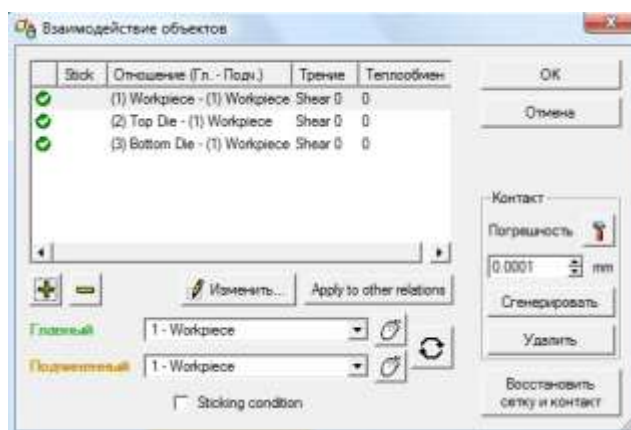 Взаимодействие объектов
Stick Отношение (Гл. - Подч.) Трение Теплообмен
(1) Workpiece - (1) Workpiece Shear 0 0
(2) Top Die - (1) Workpiece Shear 0 0
(3) Bottom Die - (1) Workpiece Shear 0 0
OK
Отмена
Контакт
Погрешность
0.0001 mm
Сгенерировать
Удалить
Изменить... Apply to other relations
Главный 1 - Workpiece
Подчиненный 1 - Workpiece
Sticking condition
Восстановить
сетку и контакт